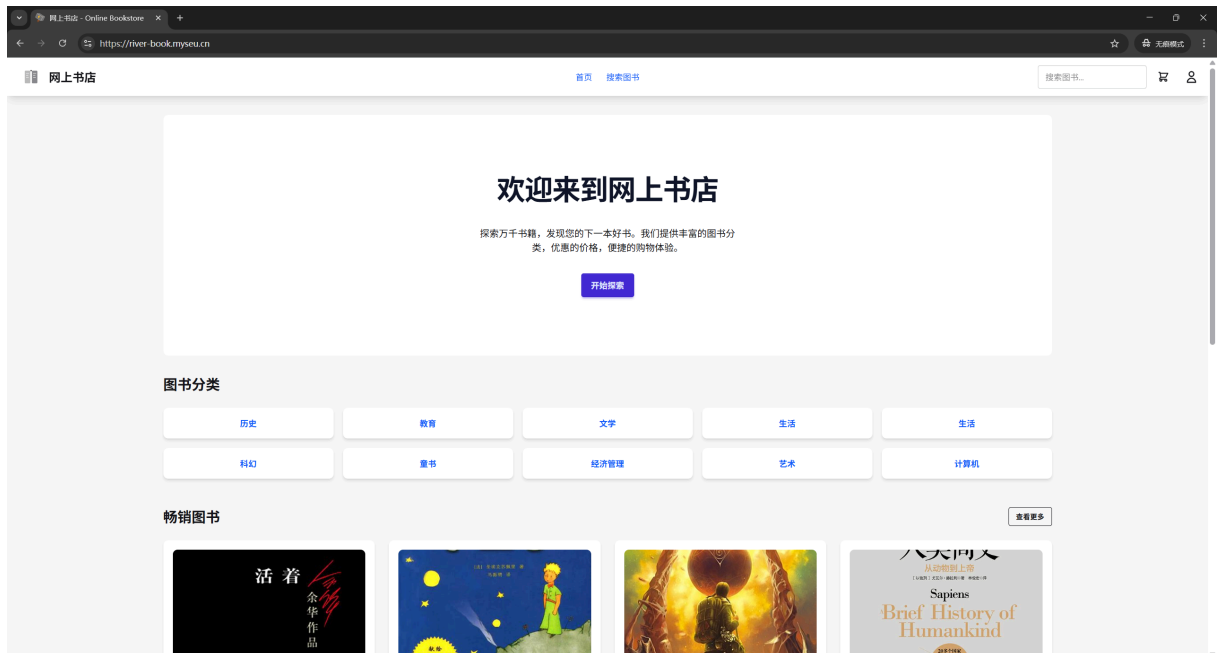 网上书店 - Online Bookstore
https://river-book.myseu.cn
无痕模式
网上书店
首页 搜索图书
搜索图书...
欢迎来到网上书店
探索万千书籍，发现您的下一本好书。我们提供丰富的图书分
类，优惠的价格，便捷的购物体验。
开始探索
图书分类
历史 教育 文学 生活 生活
科幻 童书 经济管理 艺术 计算机
畅销图书
查看更多
活着
余华作品
人类简史
从动物到上帝
Sapiens
Brief History of
Humankind